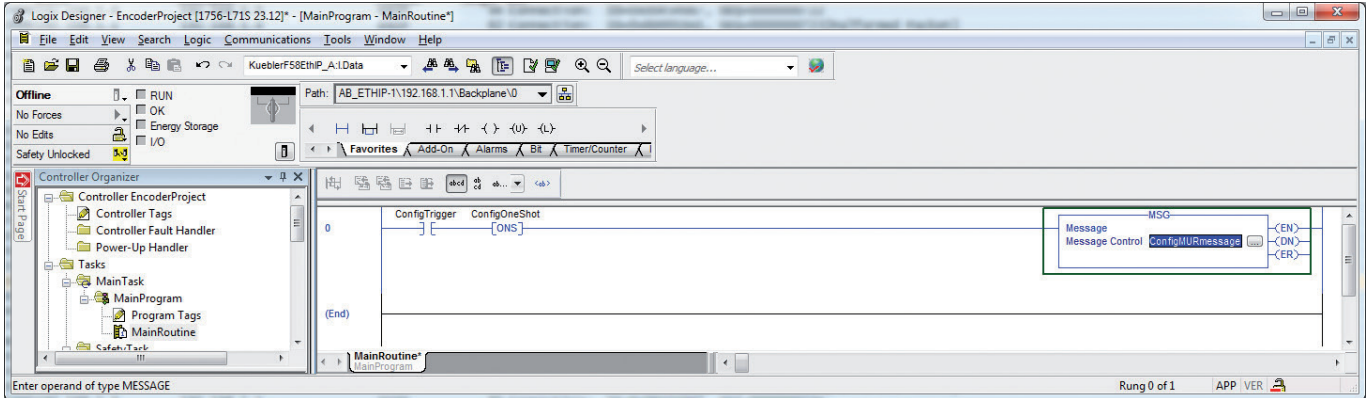 Logix Designer - EncoderProject [1756-L71S 23.12]* - [MainProgram - MainRoutine*]
File Edit View Search Logic Communications Tools Window Help
KueblerF58EthIP_A:I.Data
Select language...
Offline
RUN
No Forces
OK
No Edits
Energy Storage
Safety Unlocked
I/O
Path: AB_ETHIP-1\192.168.1.1\Backplane\0
Favorites Add-On Alarms Bit Timer/Counter
Start Page
Controller Organizer
Controller EncoderProject
Controller Tags
Controller Fault Handler
Power-Up Handler
Tasks
MainTask
MainProgram
Program Tags
MainRoutine
SafetyTask
0
ConfigTrigger
ConfigOneShot
ONS
MSG
Message
Message Control ConfigMURmessage ...
EN
DN
ER
(End)
MainRoutine*
MainProgram
Enter operand of type MESSAGE
Rung 0 of 1 APP VER